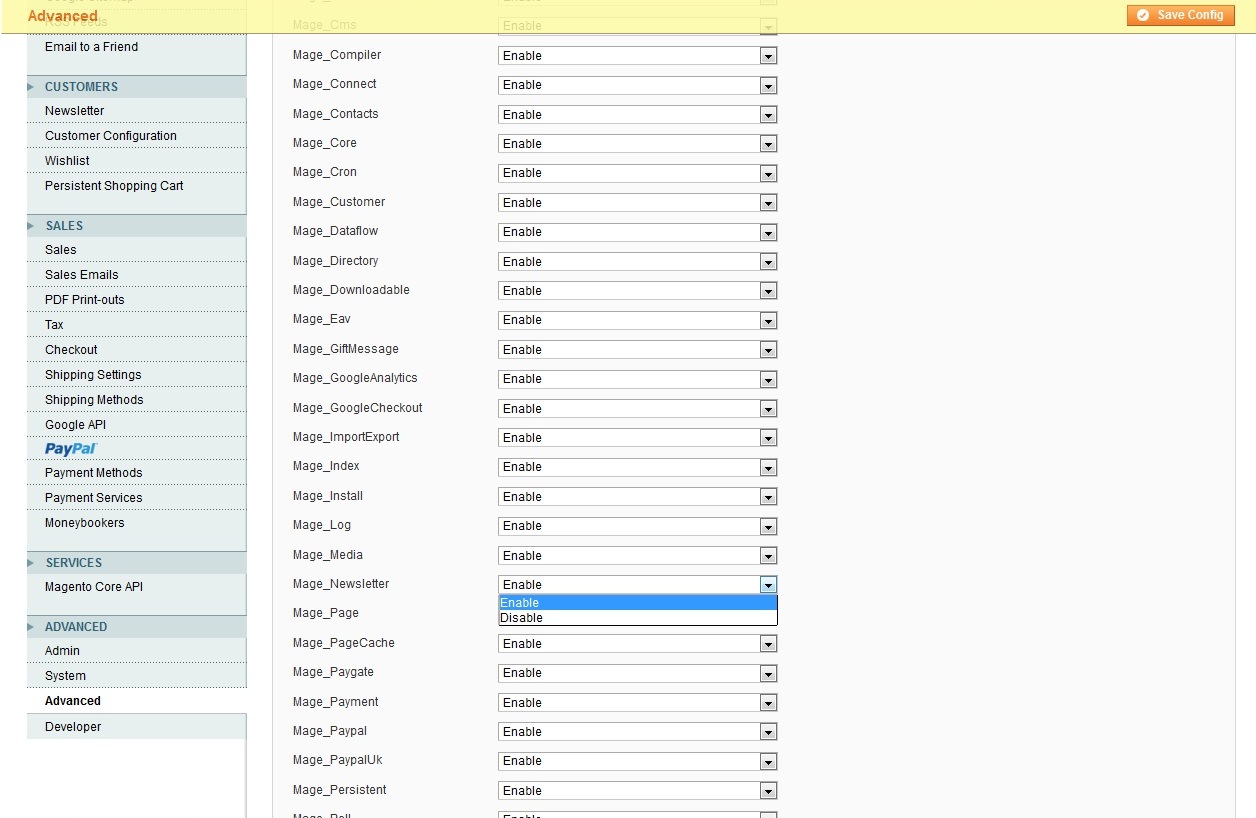 Advanced
Save Config
RSS Feeds
Email to a Friend
CUSTOMERS
Newsletter
Customer Configuration
Wishlist
Persistent Shopping Cart
SALES
Sales
Sales Emails
PDF Print-outs
Tax
Checkout
Shipping Settings
Shipping Methods
Google API
PayPal
Payment Methods
Payment Services
Moneybookers
SERVICES
Magento Core API
ADVANCED
Admin
System
Advanced
Developer
Mage_Cms Enable
Mage_Compiler Enable
Mage_Connect Enable
Mage_Contacts Enable
Mage_Core Enable
Mage_Cron Enable
Mage_Customer Enable
Mage_Dataflow Enable
Mage_Directory Enable
Mage_Downloadable Enable
Mage_Eav Enable
Mage_GiftMessage Enable
Mage_GoogleAnalytics Enable
Mage_GoogleCheckout Enable
Mage_ImportExport Enable
Mage_Index Enable
Mage_Install Enable
Mage_Log Enable
Mage_Media Enable
Mage_Newsletter Enable
Enable
Disable
Mage_Page
Mage_PageCache Enable
Mage_Paygate Enable
Mage_Payment Enable
Mage_Paypal Enable
Mage_PaypalUk Enable
Mage_Persistent Enable